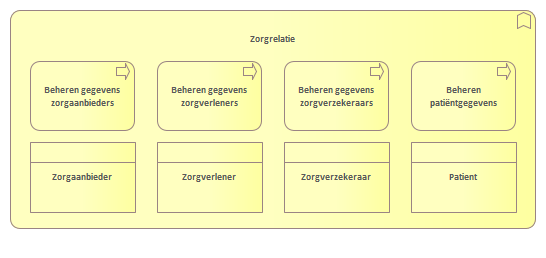 Zorgrelatie
Beheren gegevens
zorgaanbieders
Beheren gegevens
zorgverleners
Beheren gegevens
zorgverzekeraars
Beheren
patiëntgegevens
Zorgaanbieder
Zorgverlener
Zorgverzekeraar
Patient